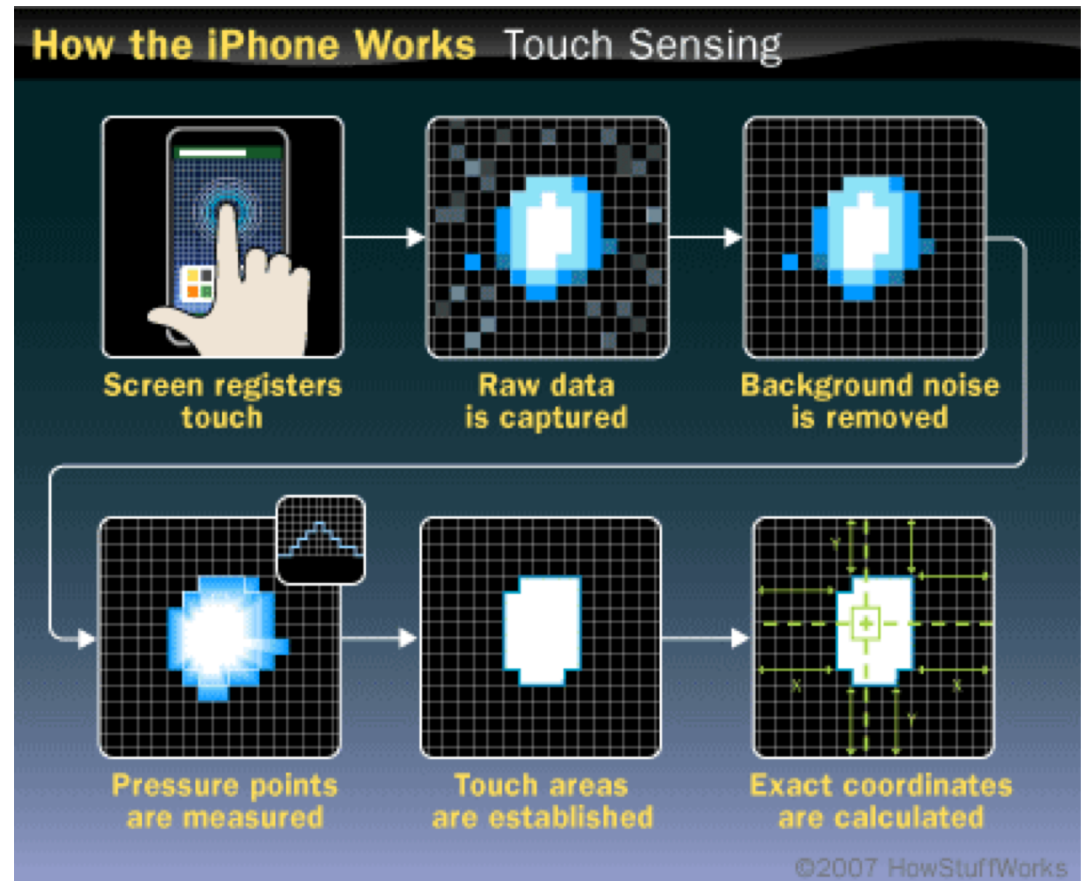 How the iPhone Works Touch Sensing
Screen registers
touch
Raw data
is captured
Background noise
is removed
Pressure points
are measured
Touch areas
are established
Y
X
X
Y
Exact coordinates
are calculated
©2007 HowStuffWorks